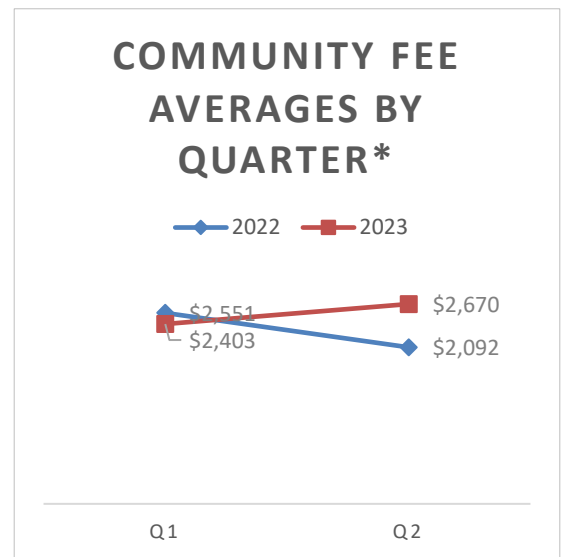 COMMUNITY FEE
AVERAGES BY
QUARTER*
2022 2023
$2,551
$2,403
$2,670
$2,092
Q1 Q2